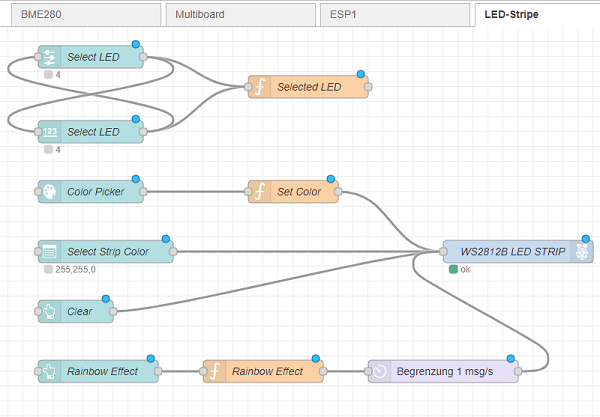 BME280 Multiboard ESP1 LED-Stripe
Select LED
4
f Selected LED
123 Select LED
4
Color Picker f Set Color
Select Strip Color WS2812B LED STRIP
255,255,0 ok
Clear
Rainbow Effect f Rainbow Effect Begrenzung 1 msg/s